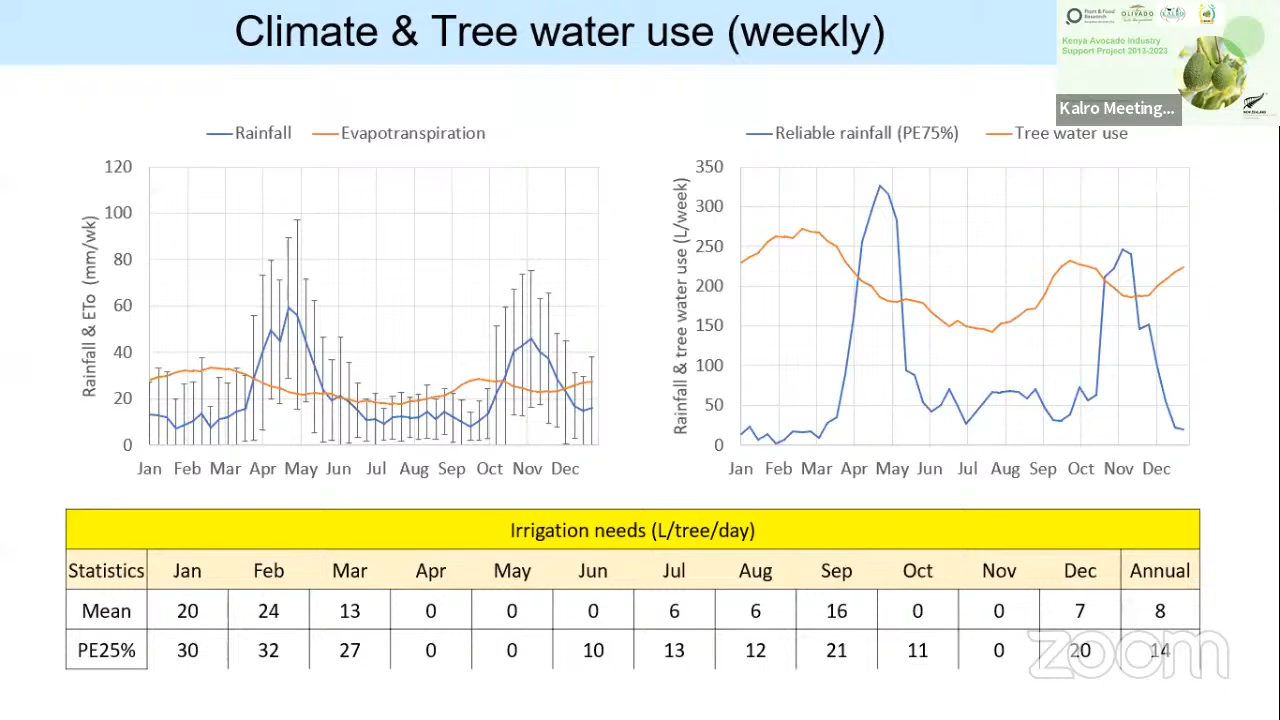 Climate & Tree water use (weekly)
Plant & Food
Research
OLIVADO
KALRO
Kenya Avocado Industry
Support Project 2013-2023
Kalro Meeting...
Rainfall
Evapotranspiration
Rainfall & ETo (mm/wk)
120
100
80
60
40
20
0
Jan Feb Mar Apr May Jun Jul Aug Sep Oct Nov Dec
Reliable rainfall (PE75%)
Tree water use
Rainfall & tree water use (L/week)
350
300
250
200
150
100
50
0
Jan Feb Mar Apr May Jun Jul Aug Sep Oct Nov Dec
Irrigation needs (L/tree/day)
Statistics Jan Feb Mar Apr May Jun Jul Aug Sep Oct Nov Dec Annual
Mean 20 24 13 0 0 0 6 6 16 0 0 7 8
PE25% 30 32 27 0 0 10 13 12 21 11 0 20 14
zoom